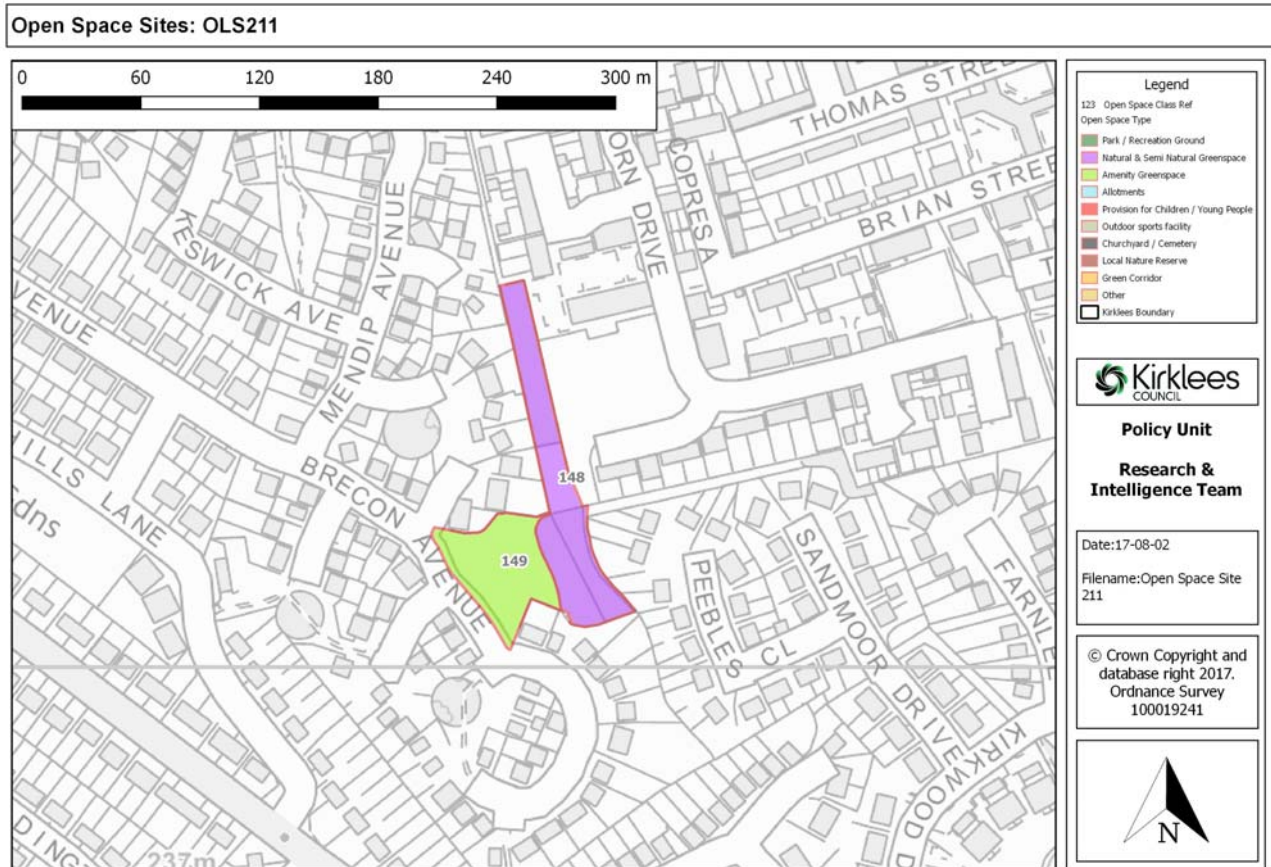 Open Space Sites: OLS211
0 60 120 180 240 300 m
THOMAS STREE
ORN DRIVE
COPRES A
BRIAN STREE
KESWICK AVE
MENDIP AVENUE
VENUE
BRECON AVENUE
ILLS LANE
dns
148
149
PEEBLES CL
SANDMOOR DRIVE
FARNLE
KIRKWOOD
DING
237m
Legend
123 Open Space Class Ref
Open Space Type
Park / Recreation Ground
Natural & Semi Natural Greenspace
Amenity Greenspace
Allotments
Provision for Children / Young People
Outdoor sports facility
Churchyard / Cemetery
Local Nature Reserve
Green Corridor
Other
Kirklees Boundary
Kirklees
COUNCIL
Policy Unit
Research &
Intelligence Team
Date:17-08-02
Filename:Open Space Site
211
© Crown Copyright and
database right 2017.
Ordnance Survey
100019241
N